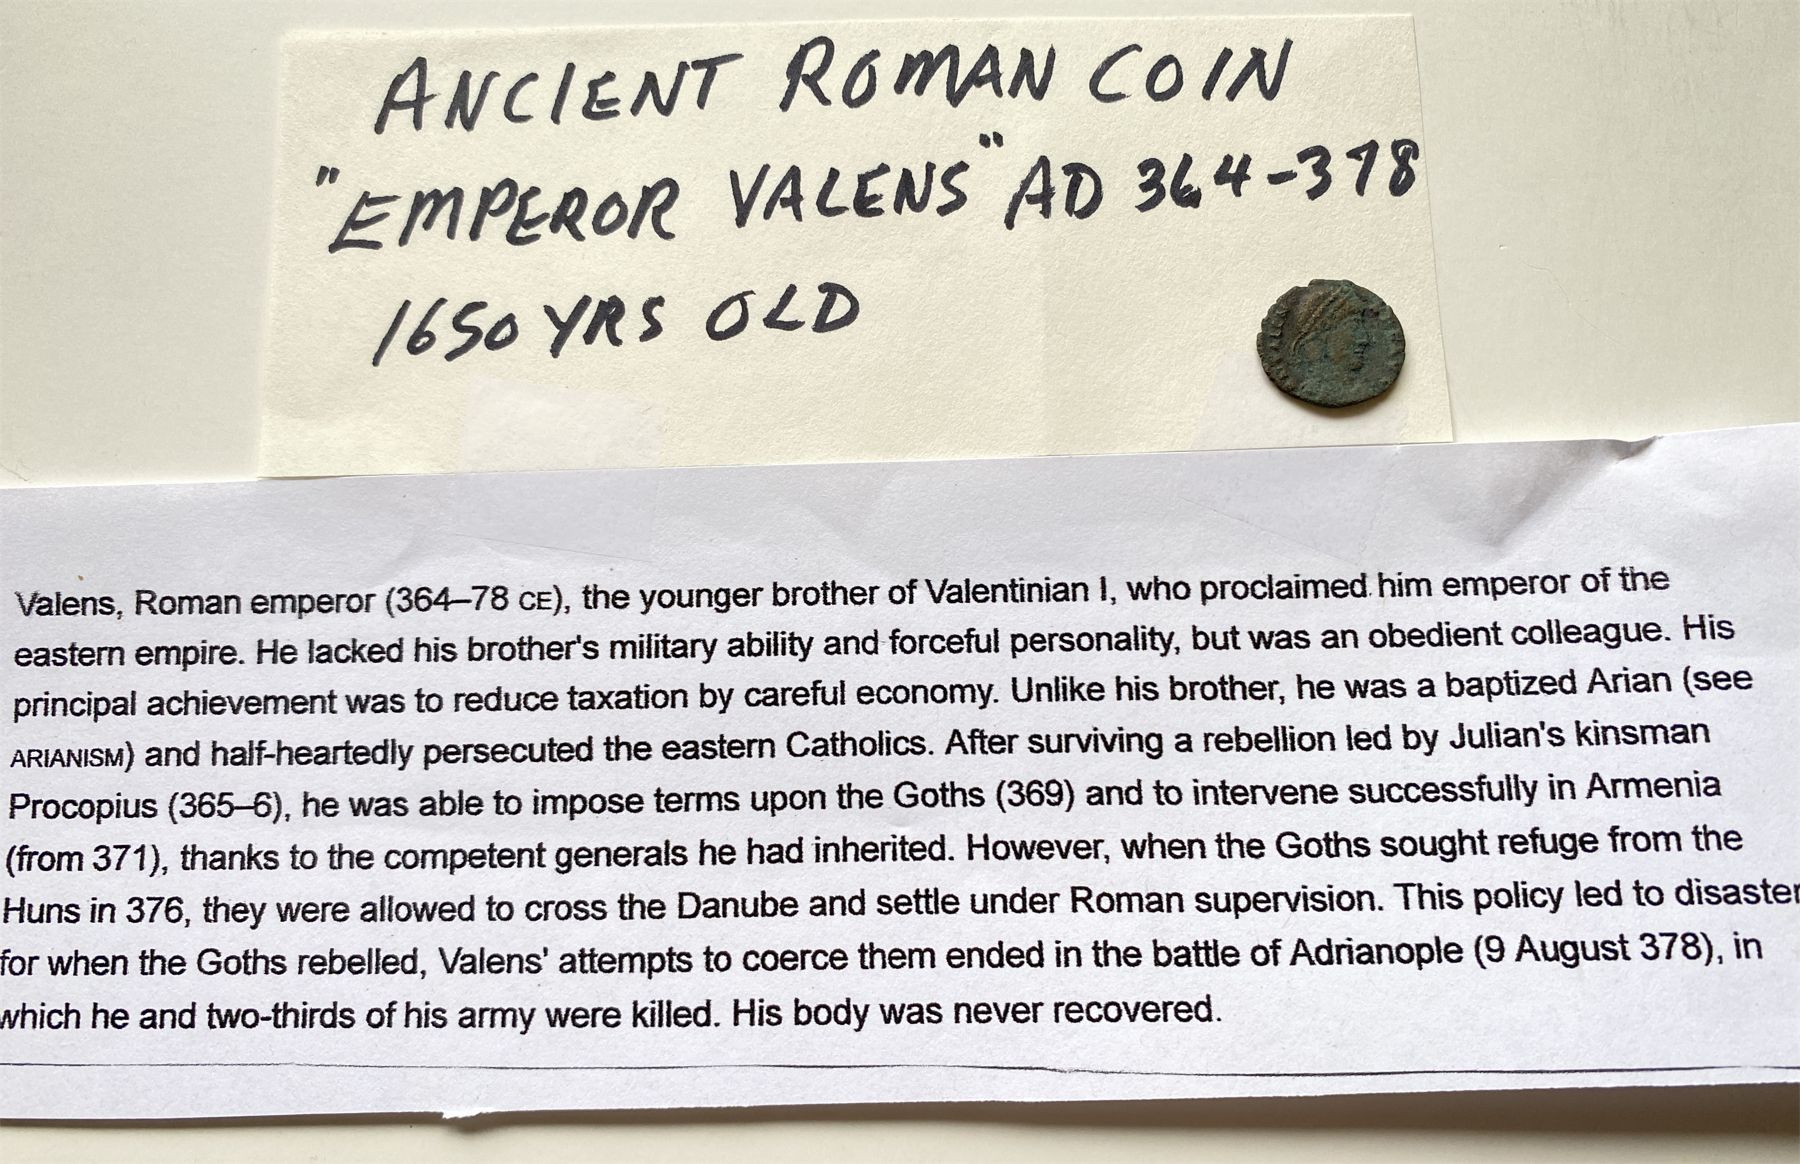 ANCIENT ROMAN COIN
"EMPEROR VALENS" AD 364-378
1650 YRS OLD
Valens, Roman emperor (364–78 CE), the younger brother of Valentinian I, who proclaimed him emperor of the
eastern empire. He lacked his brother's military ability and forceful personality, but was an obedient colleague. His
principal achievement was to reduce taxation by careful economy. Unlike his brother, he was a baptized Arian (see
ARIANISM) and half-heartedly persecuted the eastern Catholics. After surviving a rebellion led by Julian's kinsman
Procopius (365–6), he was able to impose terms upon the Goths (369) and to intervene successfully in Armenia
(from 371), thanks to the competent generals he had inherited. However, when the Goths sought refuge from the
Huns in 376, they were allowed to cross the Danube and settle under Roman supervision. This policy led to disaster
for when the Goths rebelled, Valens' attempts to coerce them ended in the battle of Adrianople (9 August 378), in
which he and two-thirds of his army were killed. His body was never recovered.